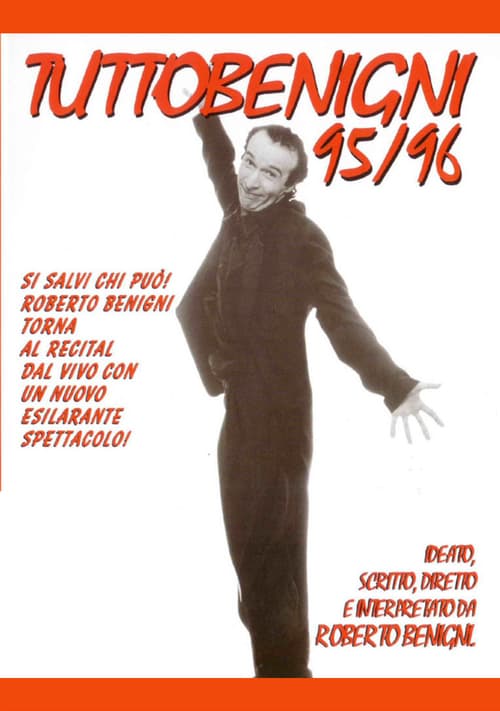 TUTTOBENIGNI
95/96
SI SALVI CHI PUÒ!
ROBERTO BENIGNI
TORNA
AL RECITAL
DAL VIVO CON
UN NUOVO
ESILARANTE
SPETTACOLO!
IDEATO,
SCRITTO, DIRETTO
E INTERPRETATO DA
ROBERTO BENIGNI.